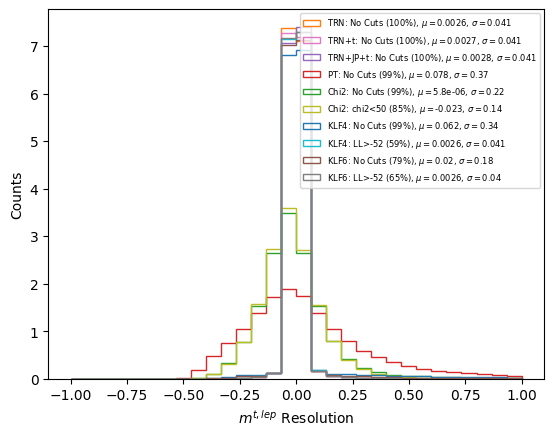 TRN: No Cuts (100%), μ = 0.0026, σ = 0.041
TRN+t: No Cuts (100%), μ = 0.0027, σ = 0.041
TRN+JP+t: No Cuts (100%), μ = 0.0028, σ = 0.041
PT: No Cuts (99%), μ = 0.078, σ = 0.37
Chi2: No Cuts (99%), μ = 5.8e-06, σ = 0.22
Chi2: chi2<50 (85%), μ = -0.023, σ = 0.14
KLF4: No Cuts (99%), μ = 0.062, σ = 0.34
KLF4: LL>-52 (59%), μ = 0.0026, σ = 0.041
KLF6: No Cuts (79%), μ = 0.02, σ = 0.18
KLF6: LL>-52 (65%), μ = 0.0026, σ = 0.04
7
6
5
4
3
2
1
0
Counts
−1.00 −0.75 −0.50 −0.25 0.00 0.25 0.50 0.75 1.00
m^{t, lep} Resolution